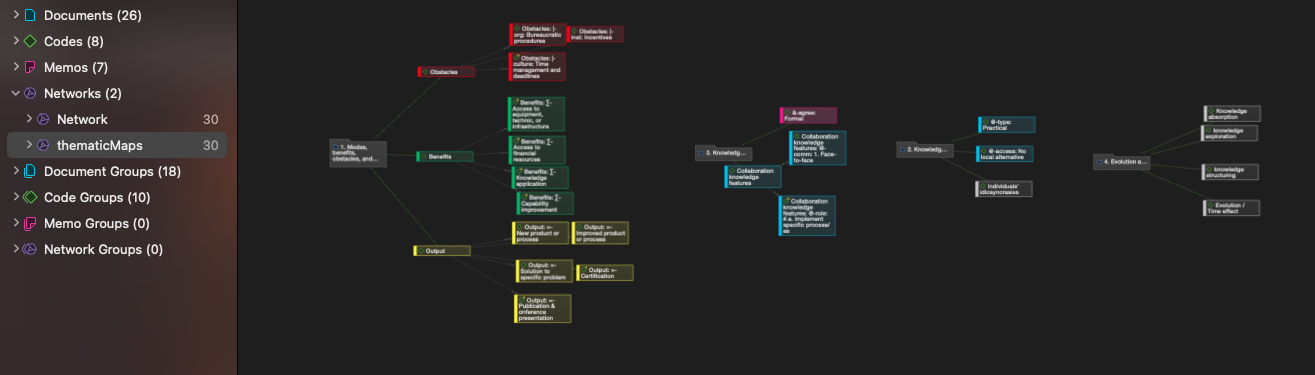 Documents (26)
Codes (8)
Memos (7)
Networks (2)
Network 30
thematicMaps 30
Document Groups (18)
Code Groups (10)
Memo Groups (0)
Network Groups (0)
1. Modes,
benefits,
obstacles, and...
Obstacles
Obstacles: |-
org: Bureaucratic
procedures
Obstacles: |-
inst: Incentives
Obstacles: |-
culture: Time
management and
deadlines
Benefits
Benefits: ∑-
Access to
equipment,
technic, or
infrastructure
Benefits: ∑-
Access to
financial
resources
Benefits: ∑-
Knowledge
application
Benefits: ∑-
Capability
improvement
Output
Output: =-
New product or
process
Output: =-
Improved product
or process
Output: =-
Solution to
specific problem
Output: =-
Certification
Output: =-
Publication &
onference
presentation
3. Knowledg...
&-agree:
Formal
Collaboration
knowledge
features: @-
comm: 1. Face-
to-face
Collaboration
knowledge
features
Collaboration
knowledge
features: @-role:
#.a. Implement
specific process/
es
2. Knowledg...
@-type:
Practical
@-access: No
local alternative
Individuals'
idiosyncrasies
4. Evolution a...
Knowledge
absorption
knowledge
exploration
knowledge
structuring
Evolution /
Time effect